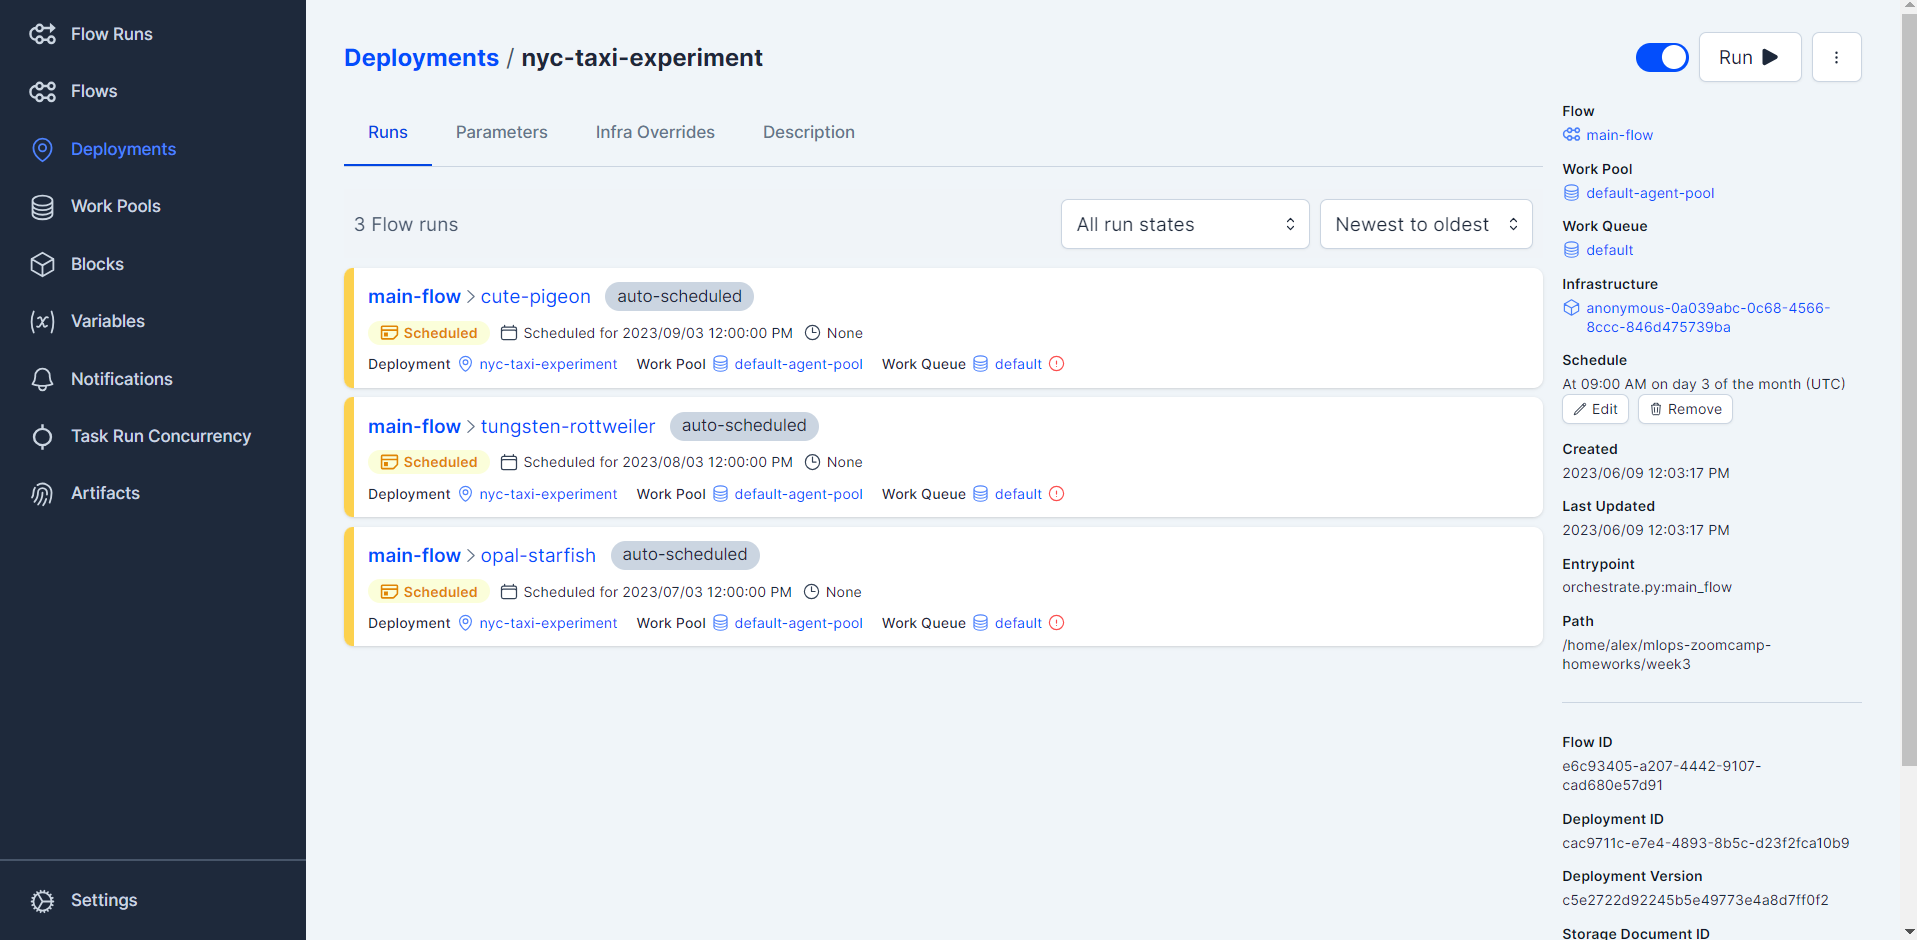 Flow Runs
Flows
Deployments
Work Pools
Blocks
Variables
Notifications
Task Run Concurrency
Artifacts
Settings
Deployments / nyc-taxi-experiment
Run
Runs Parameters Infra Overrides Description
3 Flow runs
All run states
Newest to oldest
main-flow > cute-pigeon auto-scheduled
Scheduled Scheduled for 2023/09/03 12:00:00 PM None
Deployment nyc-taxi-experiment Work Pool default-agent-pool Work Queue default
main-flow > tungsten-rottweiler auto-scheduled
Scheduled Scheduled for 2023/08/03 12:00:00 PM None
Deployment nyc-taxi-experiment Work Pool default-agent-pool Work Queue default
main-flow > opal-starfish auto-scheduled
Scheduled Scheduled for 2023/07/03 12:00:00 PM None
Deployment nyc-taxi-experiment Work Pool default-agent-pool Work Queue default
Flow
main-flow
Work Pool
default-agent-pool
Work Queue
default
Infrastructure
anonymous-0a039abc-0c68-4566-
8ccc-846d475739ba
Schedule
At 09:00 AM on day 3 of the month (UTC)
Edit Remove
Created
2023/06/09 12:03:17 PM
Last Updated
2023/06/09 12:03:17 PM
Entrypoint
orchestrate.py:main_flow
Path
/home/alex/mlops-zoomcamp-
homeworks/week3
Flow ID
e6c93405-a207-4442-9107-
cad680e57d91
Deployment ID
cac9711c-e7e4-4893-8b5c-d23f2fca10b9
Deployment Version
c5e2722d92245b5e49773e4a8d7ff0f2
Storage Document ID